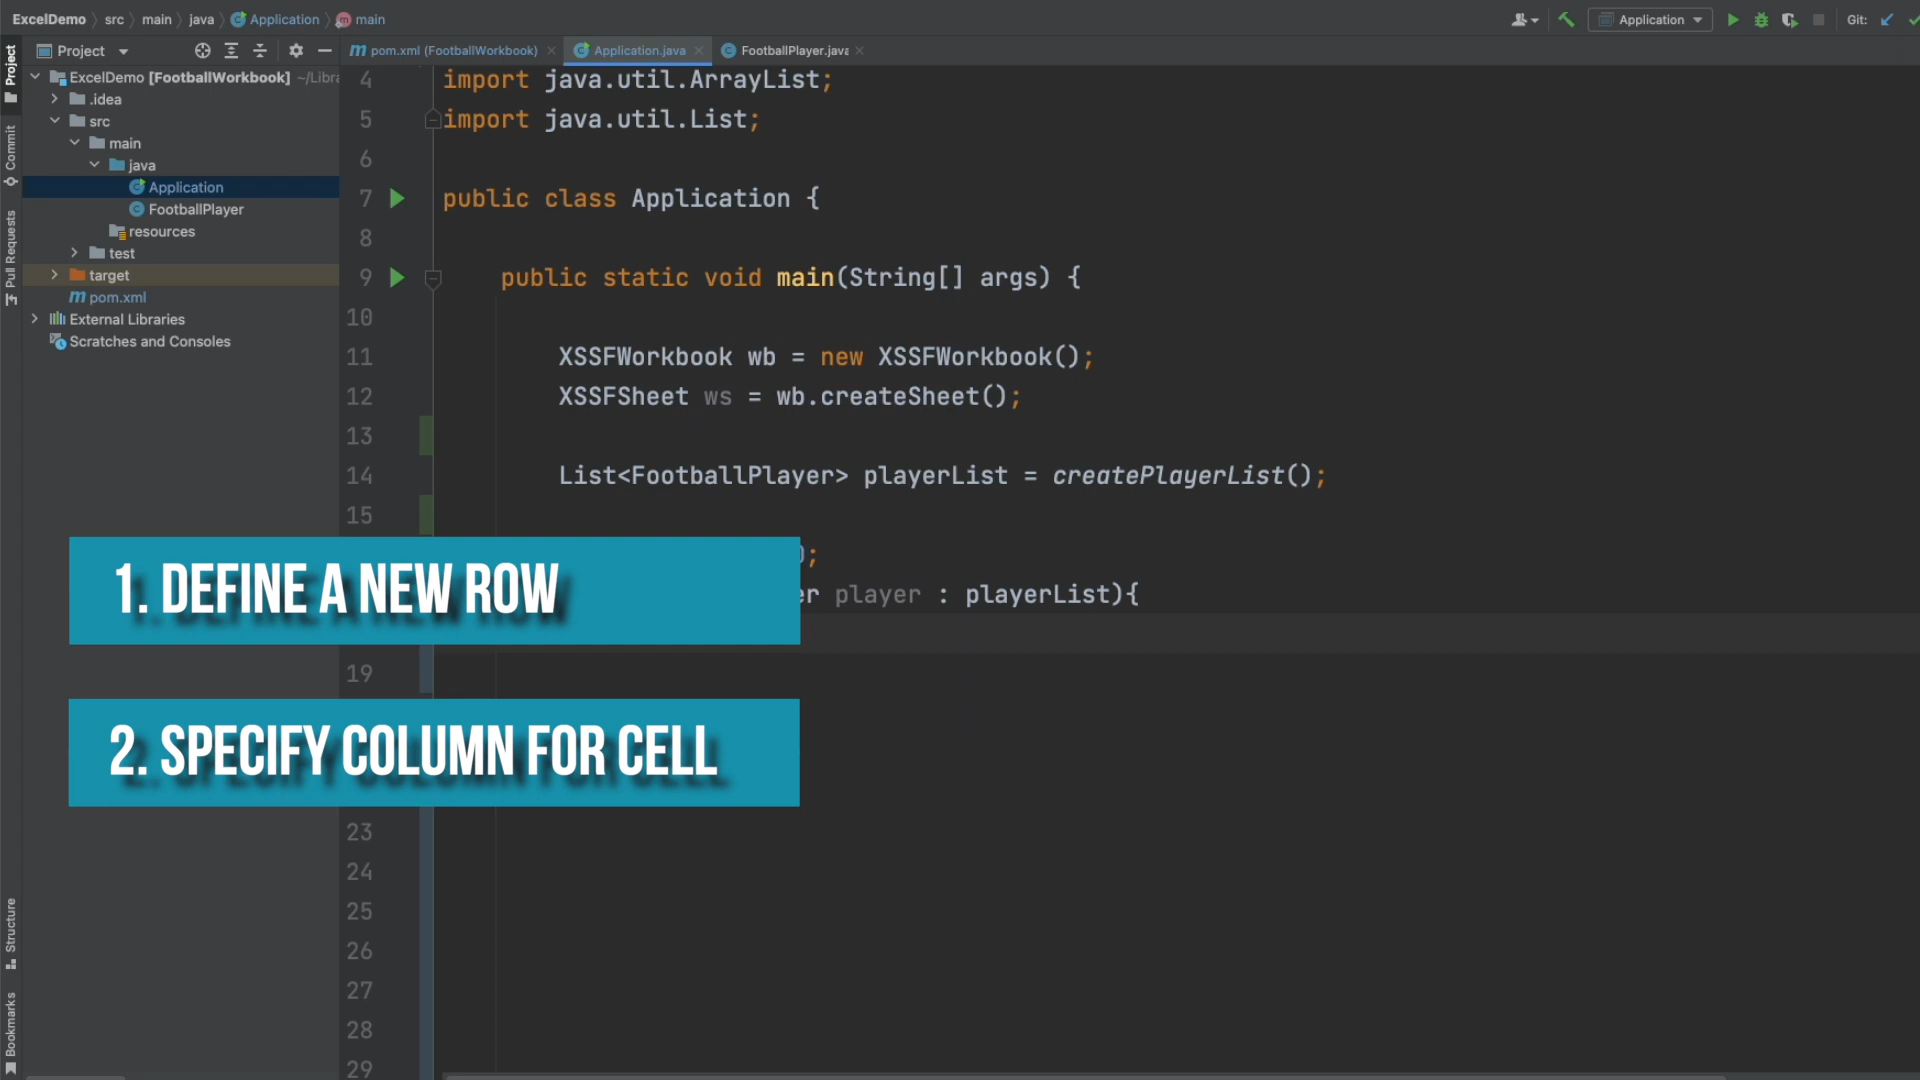 ExcelDemo src main java Application main
Application Git:
Project
pom.xml (FootballWorkbook) Application.java FootballPlayer.java
Project
Commit
Pull Requests
Structure
Bookmarks
ExcelDemo [FootballWorkbook]
.idea
src
main
java
Application
FootballPlayer
resources
test
target
pom.xml
External Libraries
Scratches and Consoles
4 import java.util.ArrayList;
5 import java.util.List;
6
7 public class Application {
8
9 public static void main(String[] args) {
10
11 XSSFWorkbook wb = new XSSFWorkbook();
12 XSSFSheet ws = wb.createSheet();
13
14 List<FootballPlayer> playerList = createPlayerList();
15
;
player : playerList){
1. DEFINE A NEW ROW
19
2. SPECIFY COLUMN FOR CELL
23
24
25
26
27
28
29